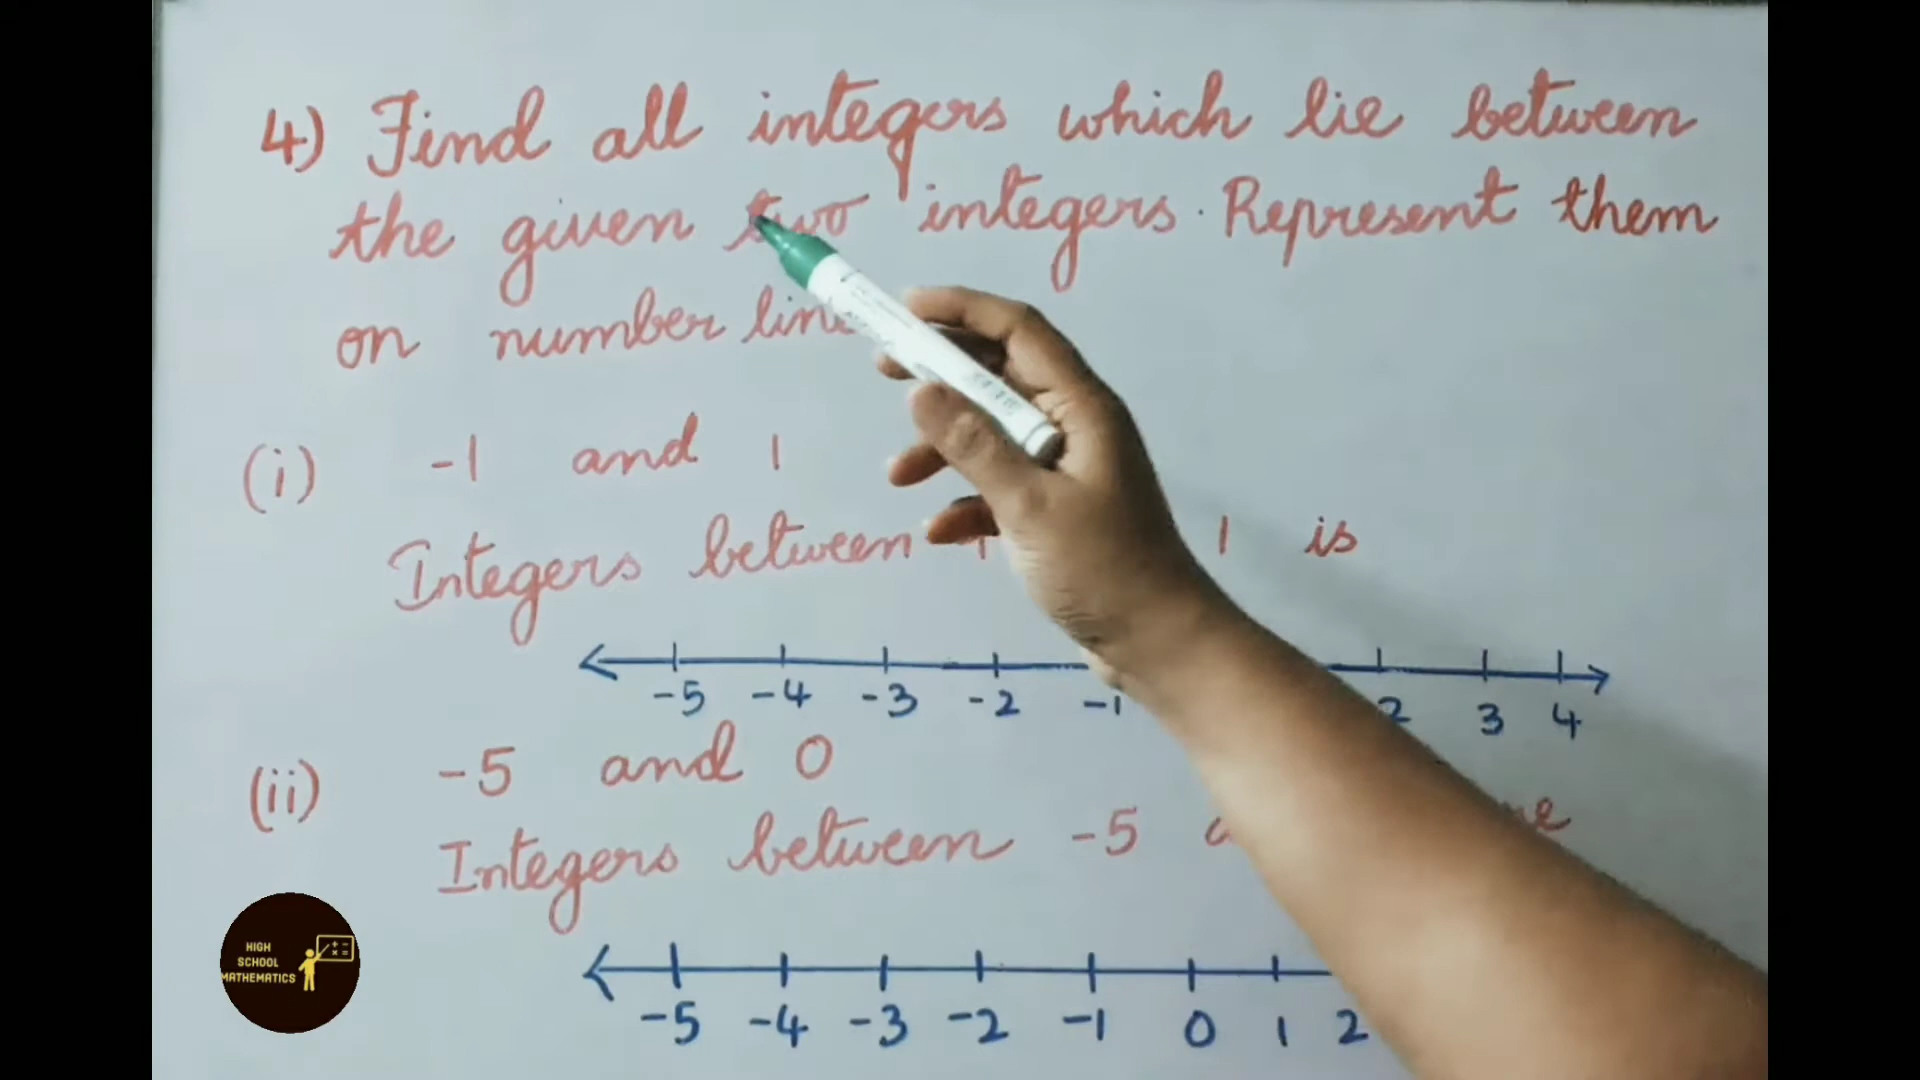 4) Find all integers which lie between
the given two integers. Represent them
on number line
(i) -1 and 1
Integers between 1 is
-5 -4 -3 -2 -1 2 3 4
(ii) -5 and 0
Integers between -5
-5 -4 -3 -2 -1 0 1 2
HIGH
SCHOOL
MATHEMATICS